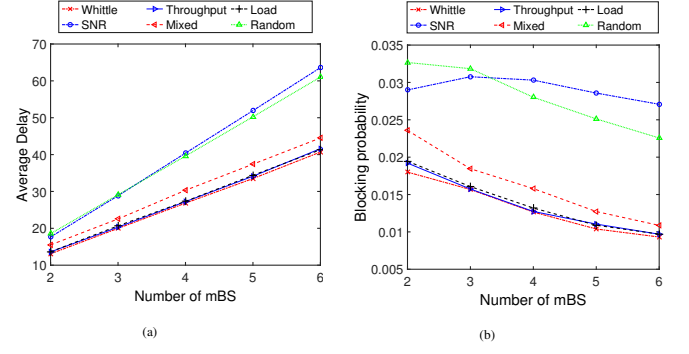 Whittle Throughput Load
SNR Mixed Random
70
60
50
40
30
20
10
Average Delay
2 3 4 5 6
Number of mBS
(a)
Whittle Throughput Load
SNR Mixed Random
0.04
0.035
0.03
0.025
0.02
0.015
0.01
0.005
Blocking probability
2 3 4 5 6
Number of mBS
(b)